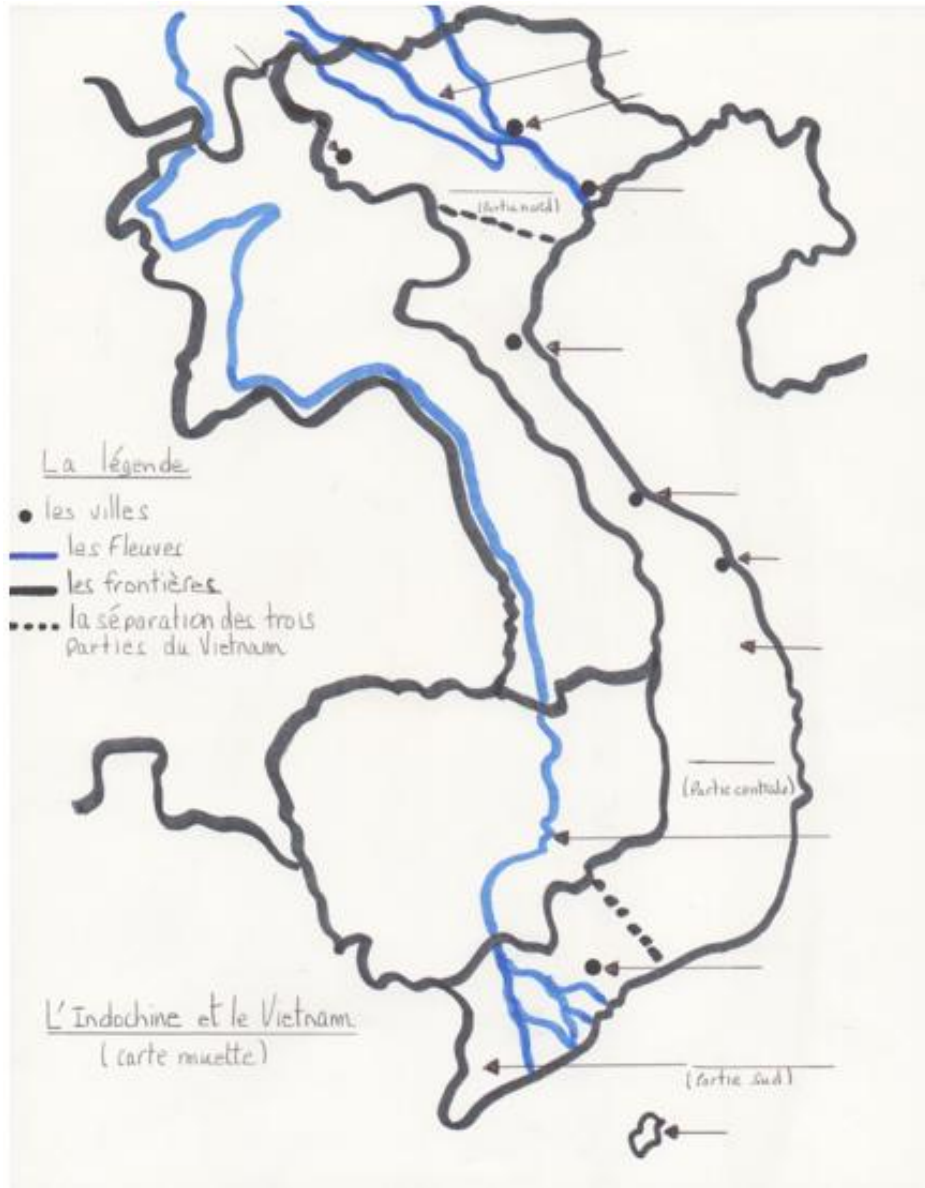 (Partie nord)
La légende
les villes
les Fleuves
les frontières
la séparation des trois
parties du Vietnam
(Partie centrale)
L'Indochine et le Vietnam
(carte muette)
(Partie sud)